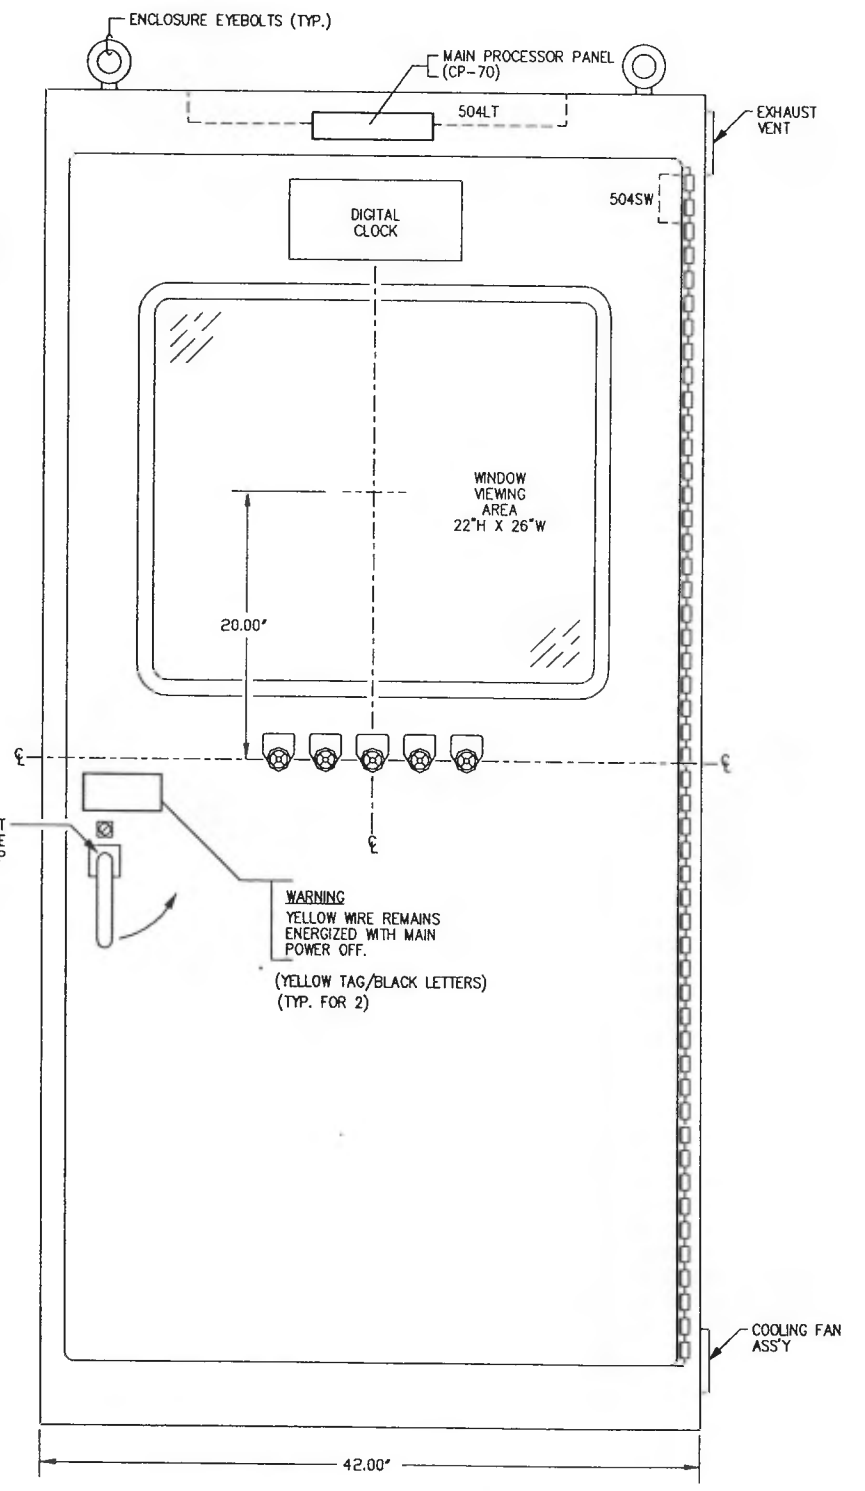 ENCLOSURE EYEBOLTS (TYP.)
MAIN PROCESSOR PANEL
(CP-70)
504LT
EXHAUST
VENT
504SW
DIGITAL
CLOCK
WINDOW
VIEWING
AREA
22"H X 26"W
20.00"
WARNING
YELLOW WIRE REMAINS
ENERGIZED WITH MAIN
POWER OFF.
(YELLOW TAG/BLACK LETTERS)
(TYP. FOR 2)
COOLING FAN
ASS'Y
42.00"